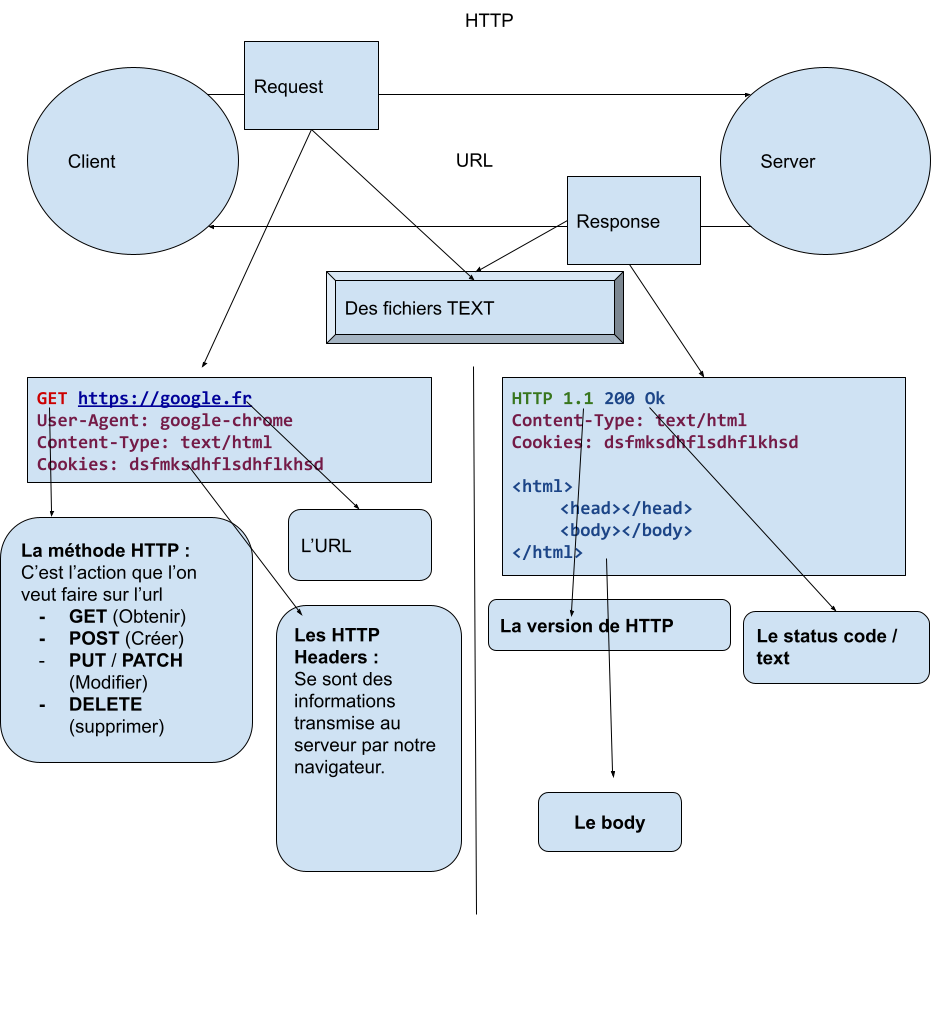 HTTP
Request
Client
URL
Server
Response
Des fichiers TEXT
GET https://google.fr
User-Agent: google-chrome
Content-Type: text/html
Cookies: dsfmksdhflsdhflkhsd
HTTP 1.1 200 Ok
Content-Type: text/html
Cookies: dsfmksdhflsdhflkhsd
<html>
<head></head>
<body></body>
</html>
La méthode HTTP :
C’est l’action que l’on
veut faire sur l’url
- GET (Obtenir)
- POST (Créer)
- PUT / PATCH
(Modifier)
- DELETE
(supprimer)
L’URL
Les HTTP
Headers :
Se sont des
informations
transmise au
serveur par notre
navigateur.
La version de HTTP
Le status code /
text
Le body